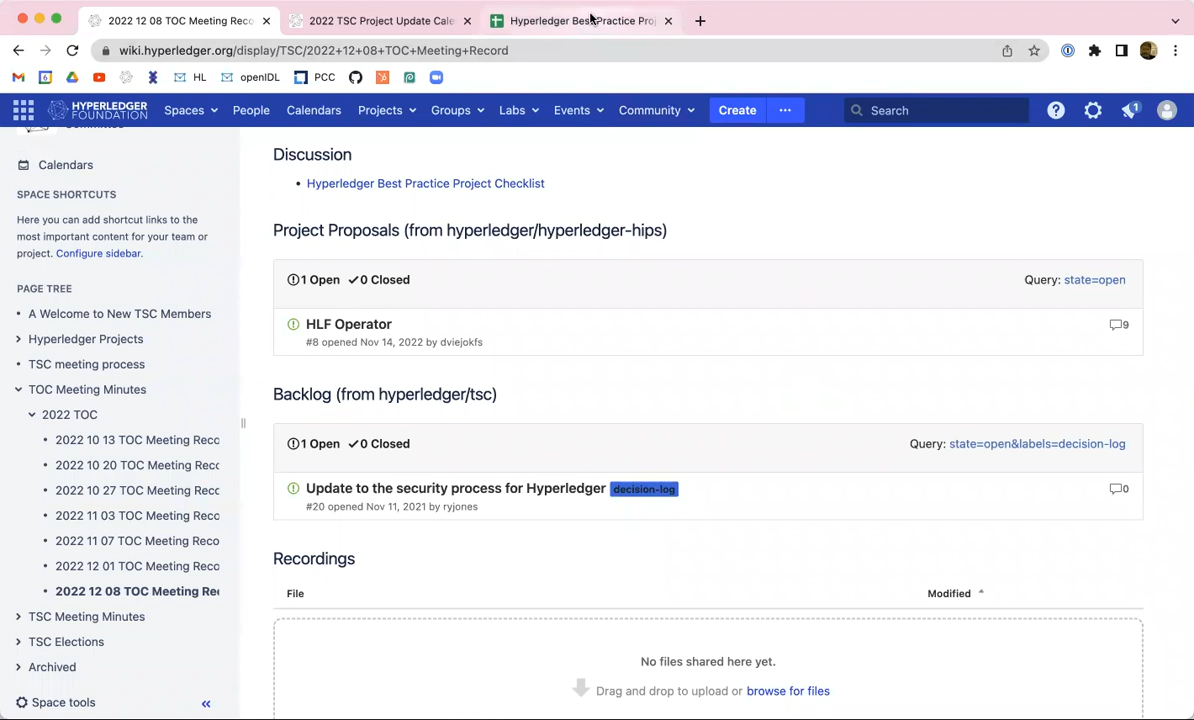 2022 12 08 TOC Meeting Reco
2022 TSC Project Update Cale
Hyperledger Best Practice Proj
wiki.hyperledger.org/display/TSC/2022+12+08+TOC+Meeting+Record
6
HL
openIDL
PCC
HYPERLEDGER
FOUNDATION
Spaces
People
Calendars
Projects
Groups
Labs
Events
Community
Create
Search
1
Calendars
SPACE SHORTCUTS
Here you can add shortcut links to the
most important content for your team or
project. Configure sidebar.
PAGE TREE
A Welcome to New TSC Members
Hyperledger Projects
TSC meeting process
TOC Meeting Minutes
2022 TOC
2022 10 13 TOC Meeting Reco
2022 10 20 TOC Meeting Reco
2022 10 27 TOC Meeting Reco
2022 11 03 TOC Meeting Reco
2022 11 07 TOC Meeting Reco
2022 12 01 TOC Meeting Reco
2022 12 08 TOC Meeting Rec
TSC Meeting Minutes
TSC Elections
Archived
Space tools
Discussion
Hyperledger Best Practice Project Checklist
Project Proposals (from hyperledger/hyperledger-hips)
1 Open ✓0 Closed
Query: state=open
HLF Operator
9
#8 opened Nov 14, 2022 by dviejokfs
Backlog (from hyperledger/tsc)
1 Open ✓0 Closed
Query: state=open&labels=decision-log
Update to the security process for Hyperledger decision-log
0
#20 opened Nov 11, 2021 by ryjones
Recordings
File
Modified
No files shared here yet.
Drag and drop to upload or browse for files